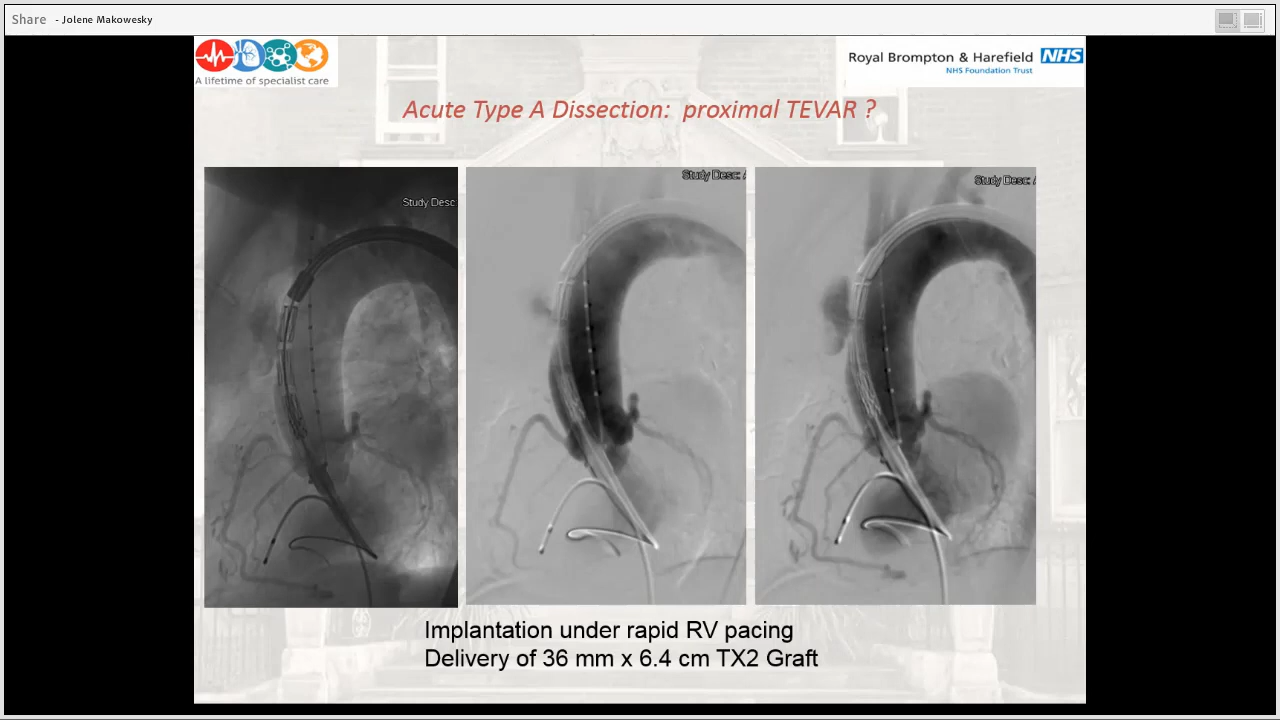 Share - Jolene Makowesky
A lifetime of specialist care
Royal Brompton & Harefield NHS
NHS Foundation Trust
Acute Type A Dissection: proximal TEVAR ?
Study Desc:
Study Desc: /
Study Desc: /
Implantation under rapid RV pacing
Delivery of 36 mm x 6.4 cm TX2 Graft